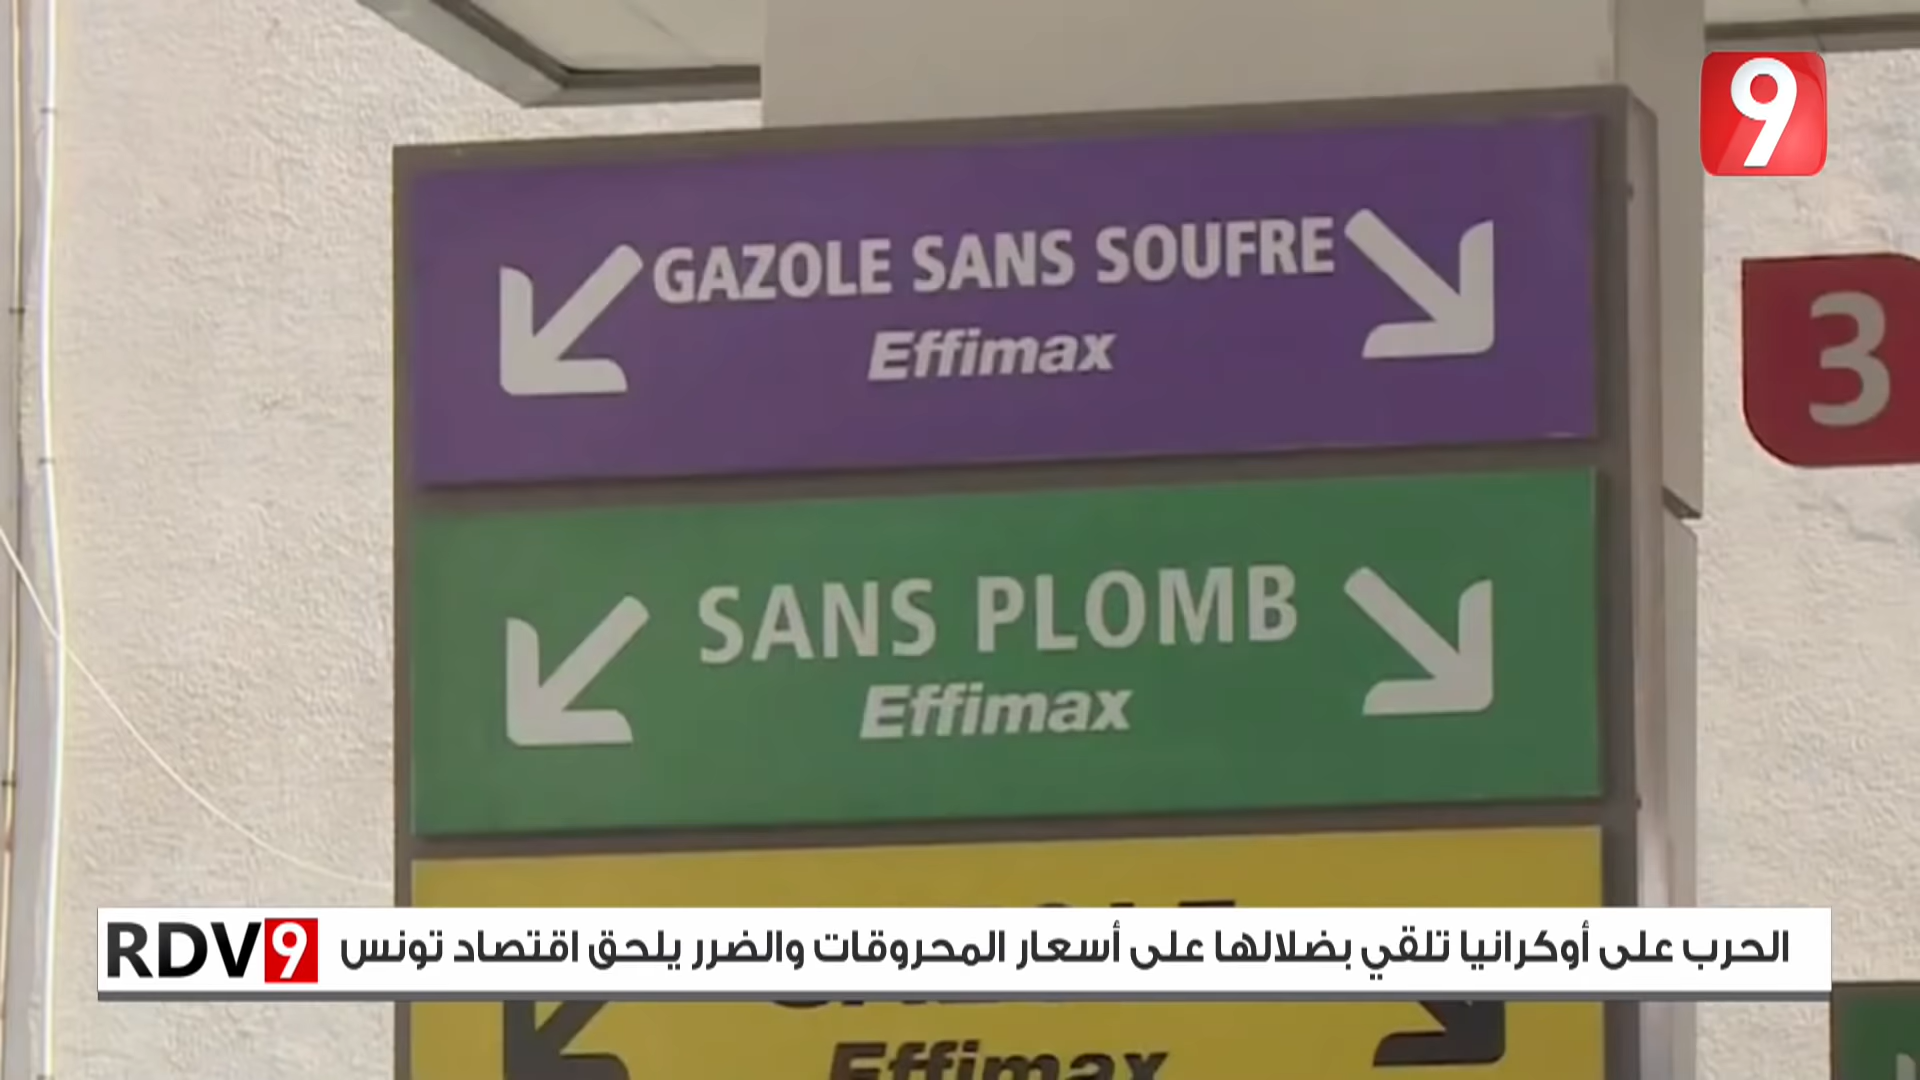 9
GAZOLE SANS SOUFRE
Effimax
3
SANS PLOMB
Effimax
الحرب على أوكرانيا تلقي بضلالها على أسعار المحروقات والضرر يلحق اقتصاد تونس
RDV9
Effimax